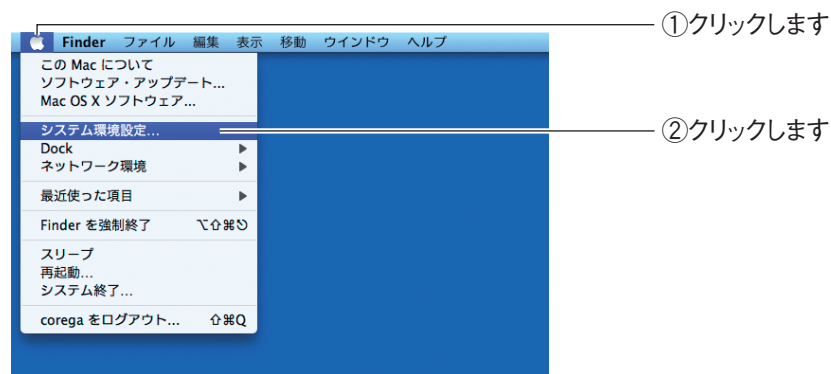 ①クリックします
Finder ファイル 編集 表示 移動 ウインドウ ヘルプ
この Mac について
ソフトウェア・アップデート...
Mac OS X ソフトウェア...
システム環境設定...
②クリックします
Dock ▶
ネットワーク環境 ▶
最近使った項目 ▶
Finder を強制終了 ⌥⇧⌘⎋
スリープ
再起動...
システム終了...
corega をログアウト... ⇧⌘Q